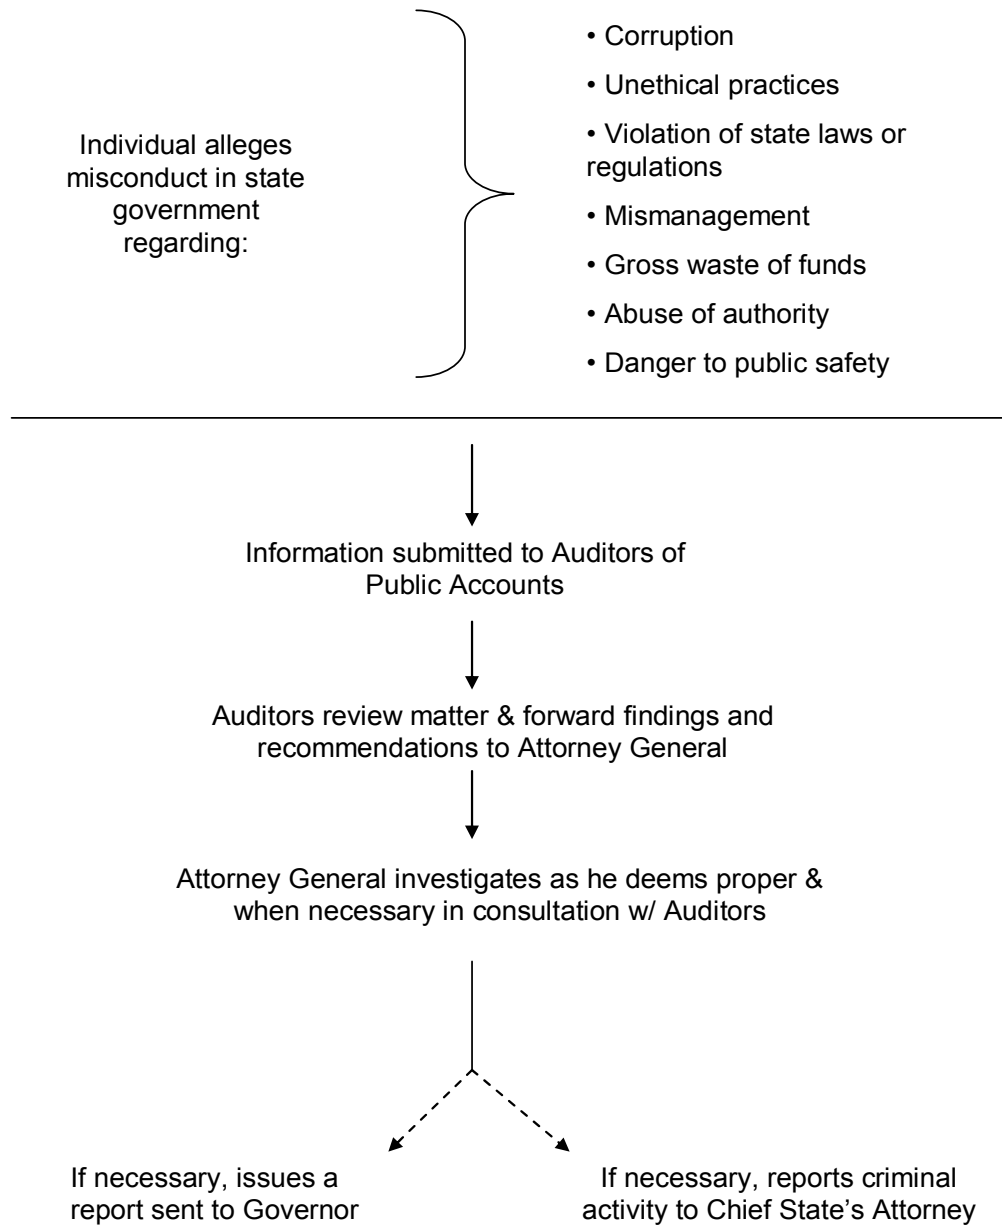 Individual alleges
misconduct in state
government
regarding:
• Corruption
• Unethical practices
• Violation of state laws or
regulations
• Mismanagement
• Gross waste of funds
• Abuse of authority
• Danger to public safety
Information submitted to Auditors of
Public Accounts
Auditors review matter & forward findings and
recommendations to Attorney General
Attorney General investigates as he deems proper &
when necessary in consultation w/ Auditors
If necessary, issues a
report sent to Governor
If necessary, reports criminal
activity to Chief State’s Attorney